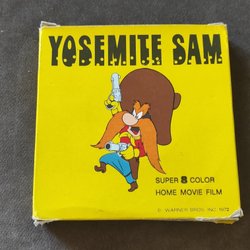 YOSEMITE SAM
SUPER 8 COLOR
HOME MOVIE FILM
© WARNER BROS. INC. 1972